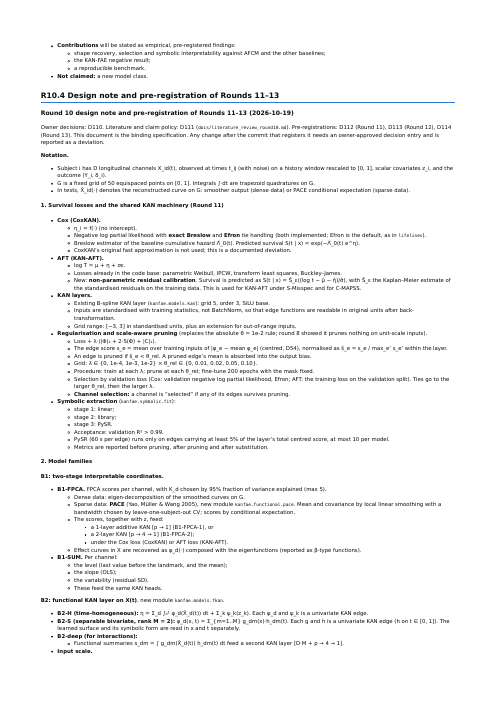 • Contributions will be stated as empirical, pre-registered findings:
◦ shape recovery, selection and symbolic interpretability against AFCM and the other baselines;
◦ the KAN-FAE negative result;
◦ a reproducible benchmark.
• Not claimed: a new model class.
R10.4 Design note and pre-registration of Rounds 11–13
Round 10 design note and pre-registration of Rounds 11–13 (2026-10-19)
Owner decisions: D110. Literature and claim policy: D111 (docs/literature_review_round10.md). Pre-registrations: D112 (Round 11), D113 (Round 12), D114
(Round 13). This document is the binding specification. Any change after the commit that registers it needs an owner-approved decision entry and is
reported as a deviation.
Notation.
• Subject i has D longitudinal channels X_id(t), observed at times t_ij (with noise) on a history window rescaled to [0, 1], scalar covariates z_i, and the
outcome (Y_i, δ_i).
• G is a fixed grid of 50 equispaced points on [0, 1]. Integrals ∫·dt are trapezoid quadratures on G.
• In tests, X̂_id(·) denotes the reconstructed curve on G: smoother output (dense data) or PACE conditional expectation (sparse data).
1. Survival losses and the shared KAN machinery (Round 11)
• Cox (CoxKAN).
◦ η_i = f(·) (no intercept).
◦ Negative log partial likelihood with exact Breslow and Efron tie handling (both implemented; Efron is the default, as in lifelines).
◦ Breslow estimator of the baseline cumulative hazard Λ̂_0(t). Predicted survival S(t | x) = exp(−Λ̂_0(t) e^η).
◦ CoxKAN's original fast approximation is not used; this is a documented deviation.
• AFT (KAN-AFT).
◦ log T = μ + η + σε.
◦ Losses already in the code base: parametric Weibull, IPCW, transform least squares, Buckley–James.
◦ New: non-parametric residual calibration. Survival is predicted as S(t | x) = Ŝ_ε((log t − μ̂ − η̂)/σ̂), with Ŝ_ε the Kaplan–Meier estimate of
the standardised residuals on the training data. This is used for KAN-AFT under S-Misspec and for C-MAPSS.
• KAN layers.
◦ Existing B-spline KAN layer (kanfae.models.kan): grid 5, order 3, SiLU base.
◦ Inputs are standardised with training statistics, not BatchNorm, so that edge functions are readable in original units after back-
transformation.
◦ Grid range: [−3, 3] in standardised units, plus an extension for out-of-range inputs.
• Regularisation and scale-aware pruning (replaces the absolute θ = 1e-2 rule; round 8 showed it prunes nothing on unit-scale inputs).
◦ Loss + λ·(‖Φ‖₁ + 2·S(Φ) + ‖C‖₁).
◦ The edge score s_e = mean over training inputs of |φ_e − mean φ_e| (centred, D54), normalised as ŝ_e = s_e / max_e' s_e' within the layer.
◦ An edge is pruned if ŝ_e < θ_rel. A pruned edge's mean is absorbed into the output bias.
◦ Grid: λ ∈ {0, 1e-4, 1e-3, 1e-2} × θ_rel ∈ {0, 0.01, 0.02, 0.05, 0.10}.
◦ Procedure: train at each λ; prune at each θ_rel; fine-tune 200 epochs with the mask fixed.
◦ Selection by validation loss (Cox: validation negative log partial likelihood, Efron; AFT: the training loss on the validation split). Ties go to the
larger θ_rel, then the larger λ.
◦ Channel selection: a channel is "selected" if any of its edges survives pruning.
• Symbolic extraction (kanfae.symbolic.fit):
◦ stage 1: linear;
◦ stage 2: library;
◦ stage 3: PySR.
◦ Acceptance: validation R² > 0.99.
◦ PySR (60 s per edge) runs only on edges carrying at least 5% of the layer's total centred score, at most 10 per model.
◦ Metrics are reported before pruning, after pruning and after substitution.
2. Model families
B1: two-stage interpretable coordinates.
• B1-FPCA. FPCA scores per channel, with K_d chosen by 95% fraction of variance explained (max 5).
◦ Dense data: eigen-decomposition of the smoothed curves on G.
◦ Sparse data: PACE (Yao, Müller & Wang 2005), new module kanfae.functional.pace. Mean and covariance by local linear smoothing with a
bandwidth chosen by leave-one-subject-out CV; scores by conditional expectation.
◦ The scores, together with z, feed:
▪ a 1-layer additive KAN [p → 1] (B1-FPCA-1), or
▪ a 2-layer KAN [p → 4 → 1] (B1-FPCA-2);
▪ under the Cox loss (CoxKAN) or AFT loss (KAN-AFT).
◦ Effect curves in X are recovered as φ_d(·) composed with the eigenfunctions (reported as β-type functions).
• B1-SUM. Per channel:
◦ the level (last value before the landmark, and the mean);
◦ the slope (OLS);
◦ the variability (residual SD).
◦ These feed the same KAN heads.
B2: functional KAN layer on X(t), new module kanfae.models.fkan.
• B2-H (time-homogeneous): η = Σ_d ∫ φ_d(X̂_d(t)) dt + Σ_k ψ_k(z_k). Each φ_d and ψ_k is a univariate KAN edge.
• B2-S (separable bivariate, rank M = 2): φ_d(x, t) = Σ_{m=1..M} g_dm(x)·h_dm(t). Each g and h is a univariate KAN edge (h on t ∈ [0, 1]). The
learned surface and its symbolic form are read in x and t separately.
• B2-deep (for interactions):
◦ Functional summaries s_dm = ∫ g_dm(X̂_d(t)) h_dm(t) dt feed a second KAN layer [D·M + p → 4 → 1].
• Input scale.